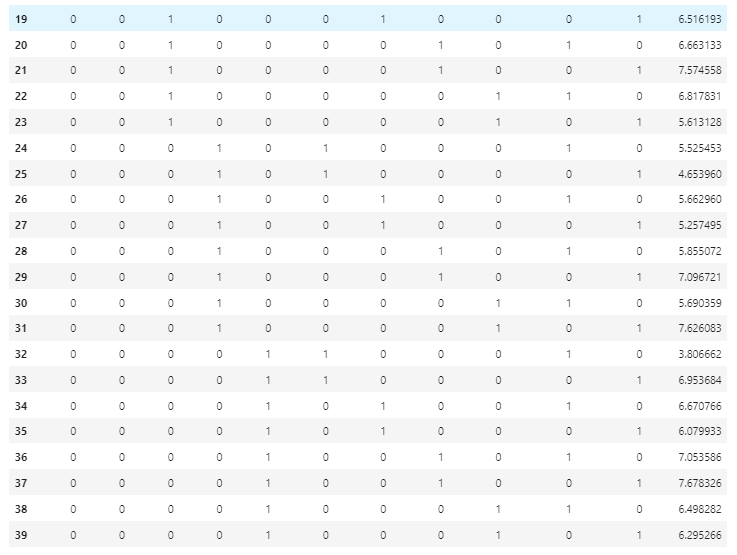 19 0 0 1 0 0 0 1 0 0 0 1 6.516193
20 0 0 1 0 0 0 0 1 0 1 0 6.663133
21 0 0 1 0 0 0 0 1 0 0 1 7.574558
22 0 0 1 0 0 0 0 0 1 1 0 6.817831
23 0 0 1 0 0 0 0 0 1 0 1 5.613128
24 0 0 0 1 0 1 0 0 0 1 0 5.525453
25 0 0 0 1 0 1 0 0 0 0 1 4.653960
26 0 0 0 1 0 0 1 0 0 1 0 5.662960
27 0 0 0 1 0 0 1 0 0 0 1 5.257495
28 0 0 0 1 0 0 0 1 0 1 0 5.855072
29 0 0 0 1 0 0 0 1 0 0 1 7.096721
30 0 0 0 1 0 0 0 0 1 1 0 5.690359
31 0 0 0 1 0 0 0 0 1 0 1 7.626083
32 0 0 0 0 1 1 0 0 0 1 0 3.806662
33 0 0 0 0 1 1 0 0 0 0 1 6.953684
34 0 0 0 0 1 0 1 0 0 1 0 6.670766
35 0 0 0 0 1 0 1 0 0 0 1 6.079933
36 0 0 0 0 1 0 0 1 0 1 0 7.053586
37 0 0 0 0 1 0 0 1 0 0 1 7.678326
38 0 0 0 0 1 0 0 0 1 1 0 6.498282
39 0 0 0 0 1 0 0 0 1 0 1 6.295266